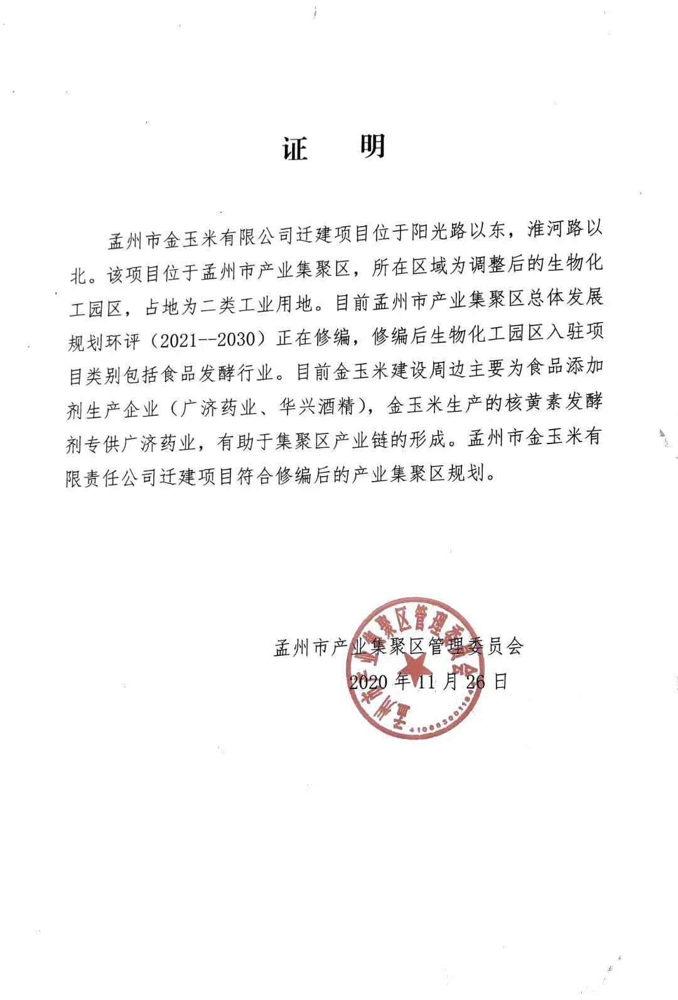 证 明
孟州市金玉米有限公司迁建项目位于阳光路以东，淮河路以
北。该项目位于孟州市产业集聚区，所在区域为调整后的生物化
工园区，占地为二类工业用地。目前孟州市产业集聚区总体发展
规划环评（2021--2030）正在修编，修编后生物化工园区入驻项
目类别包括食品发酵行业。目前金玉米建设周边主要为食品添加
剂生产企业（广济药业、华兴酒精），金玉米生产的核黄素发酵
剂专供广济药业，有助于集聚区产业链的形成。孟州市金玉米有
限责任公司迁建项目符合修编后的产业集聚区规划。
孟州市产业集聚区管理委员会
2020 年 11 月 26 日
孟州市产业集聚区管理委员会